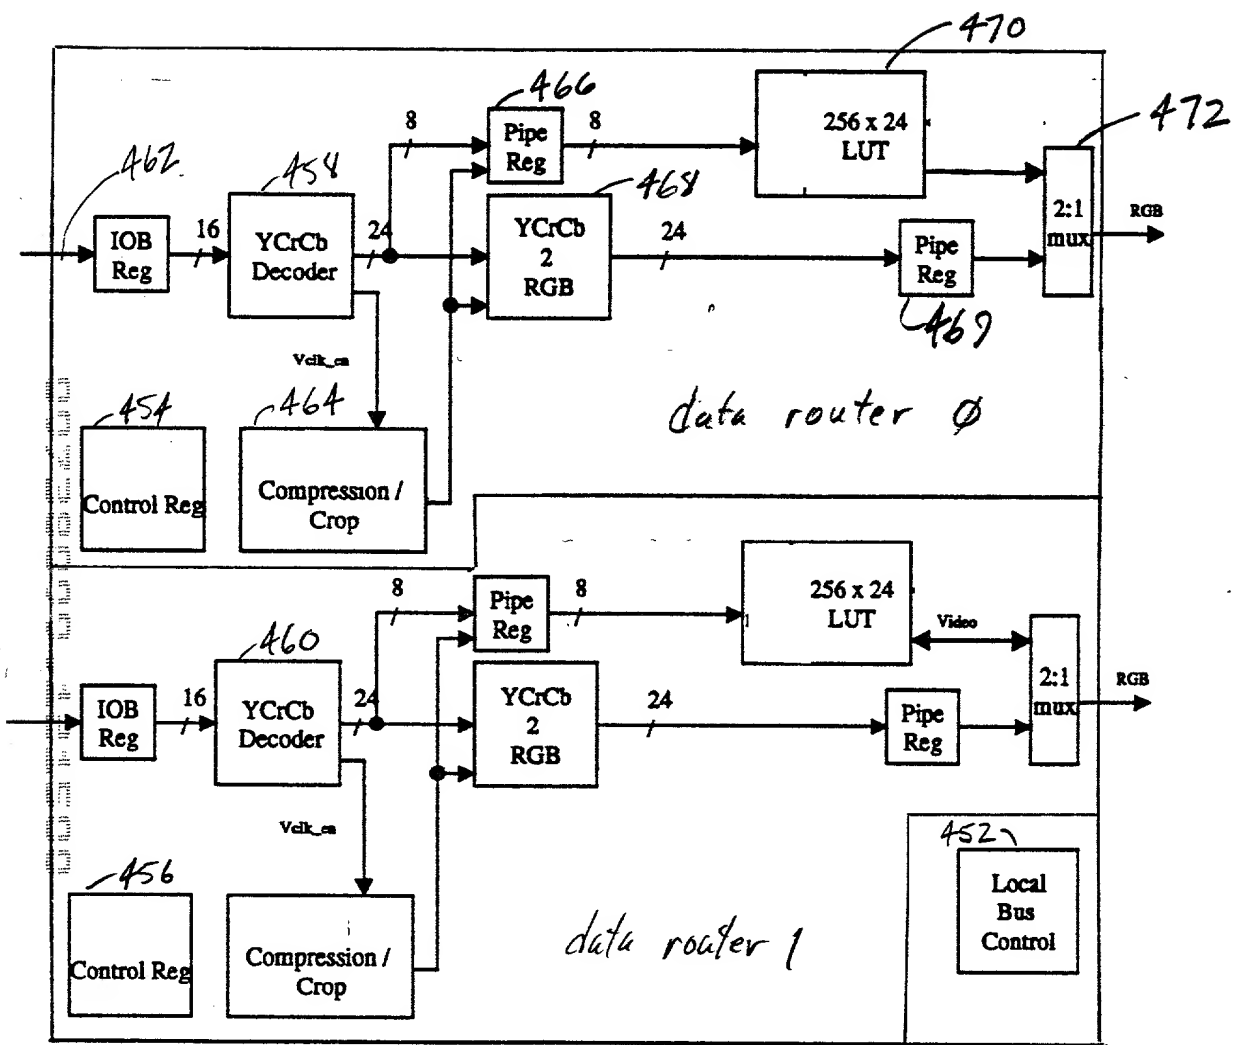 470
466
472
8
Pipe
Reg
8
256 x 24
LUT
462
458
468
16
24
IOB
Reg
YCrCb
Decoder
YCrCb
2
RGB
24
Pipe
Reg
2:1
mux
RGB
469
Vclk_en
454
464
data router 0
Control Reg
Compression /
Crop
8
Pipe
Reg
8
256 x 24
LUT
Video
460
16
24
IOB
Reg
YCrCb
Decoder
YCrCb
2
RGB
24
Pipe
Reg
2:1
mux
RGB
Vclk_en
456
452
Control Reg
Compression /
Crop
data router 1
Local
Bus
Control